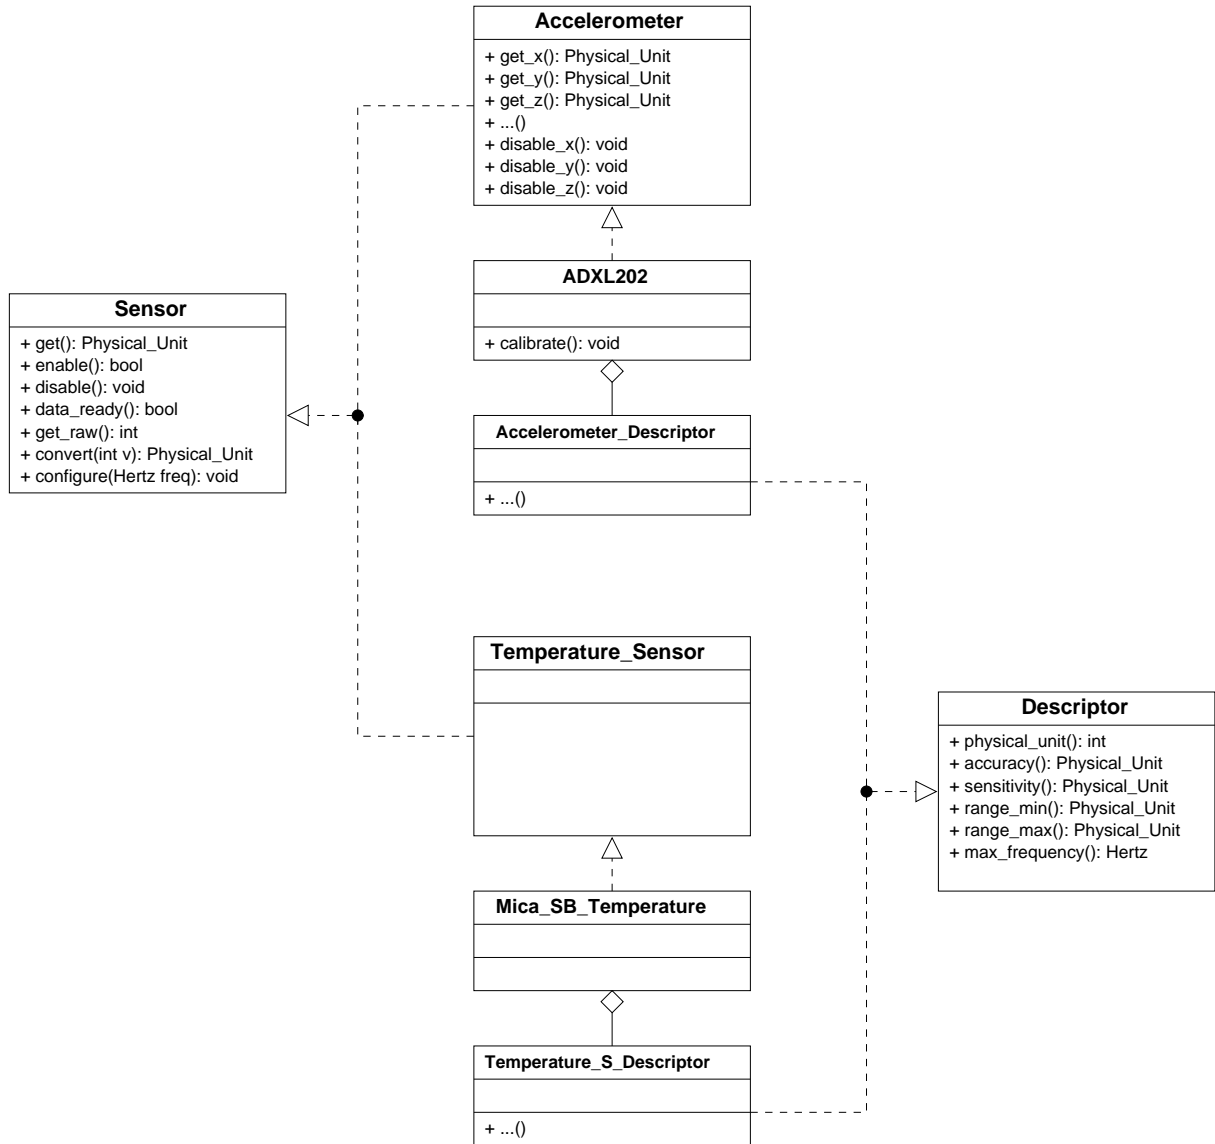 Accelerometer
+ get_x(): Physical_Unit
+ get_y(): Physical_Unit
+ get_z(): Physical_Unit
+ ...()
+ disable_x(): void
+ disable_y(): void
+ disable_z(): void
ADXL202
+ calibrate(): void
Sensor
+ get(): Physical_Unit
+ enable(): bool
+ disable(): void
+ data_ready(): bool
+ get_raw(): int
+ convert(int v): Physical_Unit
+ configure(Hertz freq): void
Accelerometer_Descriptor
+ ...()
Temperature_Sensor
Descriptor
+ physical_unit(): int
+ accuracy(): Physical_Unit
+ sensitivity(): Physical_Unit
+ range_min(): Physical_Unit
+ range_max(): Physical_Unit
+ max_frequency(): Hertz
Mica_SB_Temperature
Temperature_S_Descriptor
+ ...()